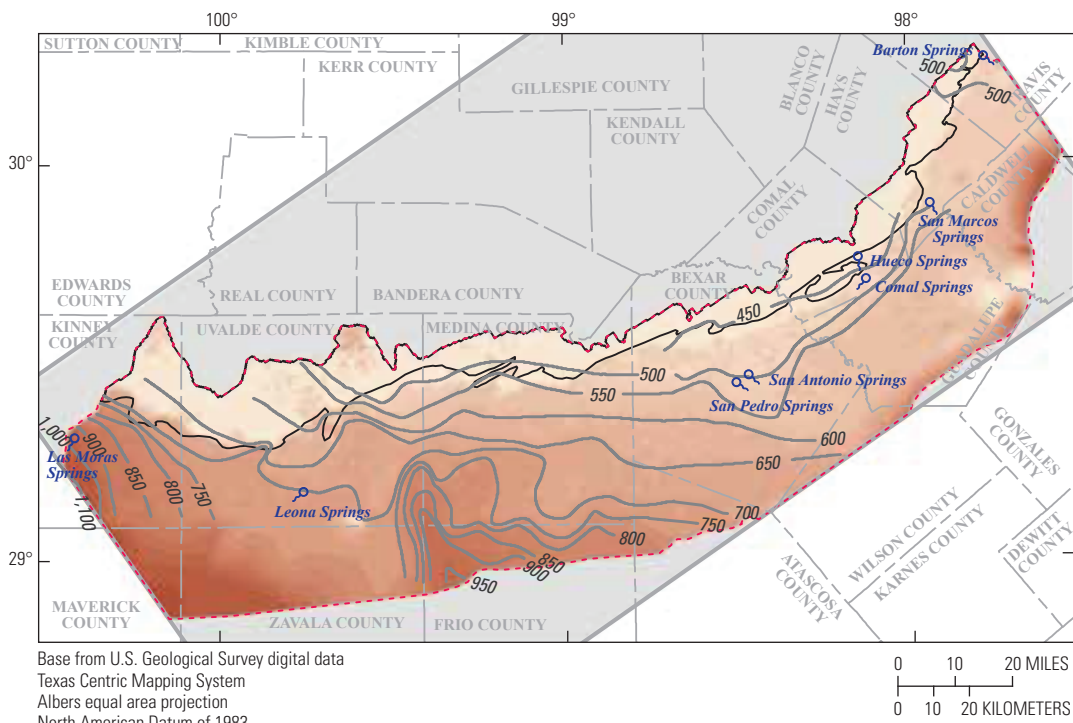 100°
99°
98°
SUTTON COUNTY
KIMBLE COUNTY
KERR COUNTY
Barton Springs
500
500
TRAVIS
COUNTY
BLANCO
COUNTY
HAYS
COUNTY
GILLESPIE COUNTY
KENDALL
COUNTY
30°
CALDWELL
COUNTY
COMAL
COUNTY
San Marcos
Springs
Hueco Springs
Comal Springs
EDWARDS
COUNTY
REAL COUNTY
BANDERA COUNTY
BEXAR
COUNTY
450
GUADALUPE
COUNTY
KINNEY
COUNTY
UVALDE COUNTY
MEDINA COUNTY
500
550
San Antonio Springs
San Pedro Springs
600
650
GONZALES
COUNTY
1,000
900
850
800
750
1,100
Las Moras
Springs
Leona Springs
700
750
800
850
900
950
29°
WILSON COUNTY
KARNES COUNTY
DEWITT
COUNTY
ATASCOSA
COUNTY
MAVERICK
COUNTY
ZAVALA COUNTY
FRIO COUNTY
Base from U.S. Geological Survey digital data
Texas Centric Mapping System
Albers equal area projection
North American Datum of 1983
0 10 20 MILES
0 10 20 KILOMETERS